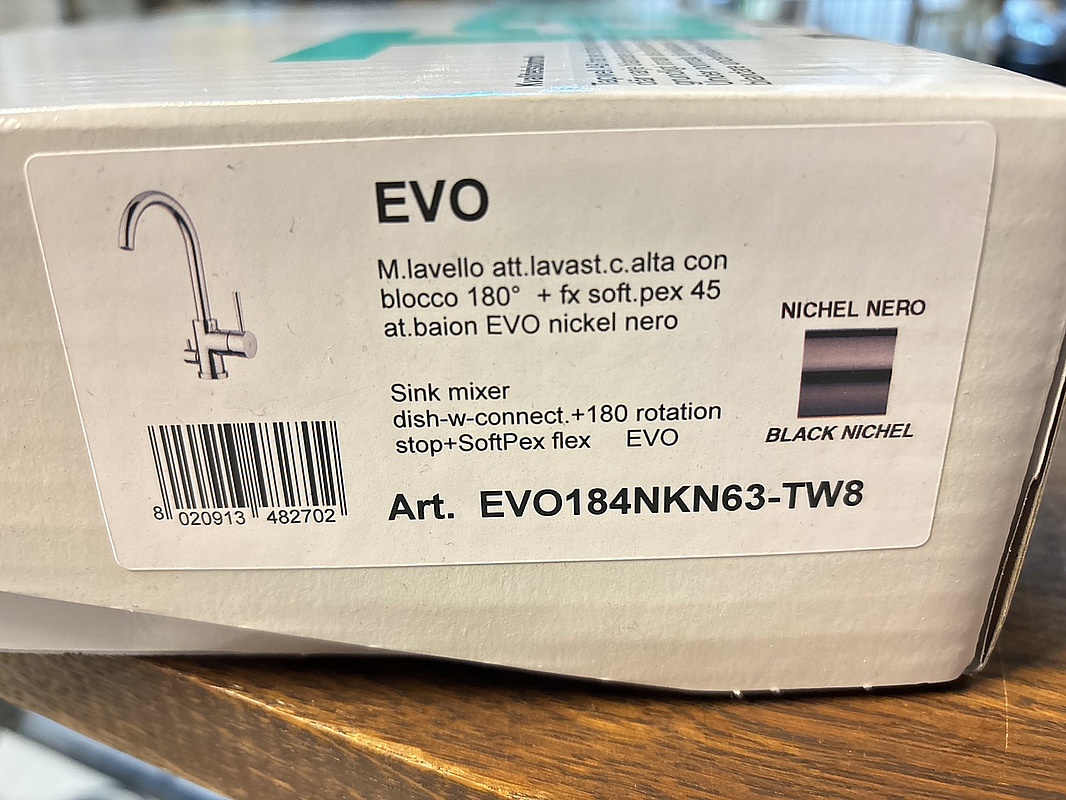 EVO
M.lavello att.lavast.c.alta con
blocco 180° + fx soft.pex 45
at.baion EVO nickel nero
NICHEL NERO
BLACK NICHEL
Sink mixer
dish-w-connect.+180 rotation
stop+SoftPex flex EVO
Art. EVO184NKN63-TW8
8 020913 482702